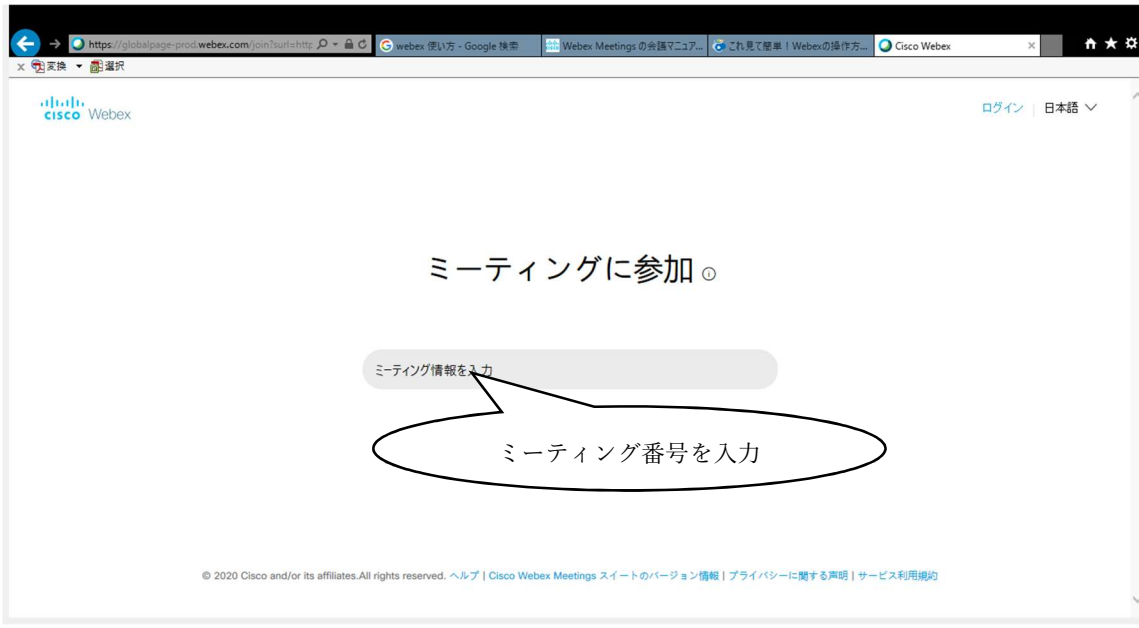 https://globalpage-prod.webex.com/join?surl=http
webex 使い方 - Google 検索
Webex Meetings の会議マニュア...
これ見て簡単！Webexの操作方...
Cisco Webex
×
x 変換 ▼ 選択
cisco Webex
ログイン | 日本語
ミーティングに参加
ミーティング情報を入力
ミーティング番号を入力
© 2020 Cisco and/or its affiliates.All rights reserved. ヘルプ | Cisco Webex Meetings スイートのバージョン情報 | プライバシーに関する声明 | サービス利用規約